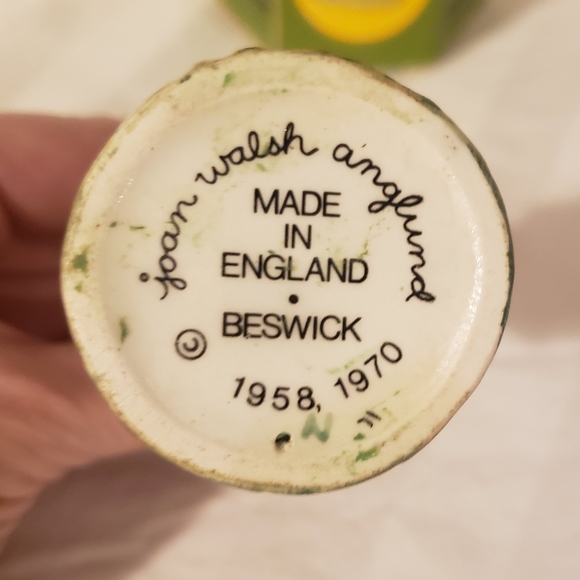 joan walsh anglund
MADE
IN
ENGLAND
•
BESWICK
© 1958, 1970
N